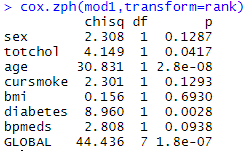 > cox.zph(mod1,transform=rank)
chisq df p
sex 2.308 1 0.1287
totchol 4.149 1 0.0417
age 30.831 1 2.8e-08
cursmoke 2.301 1 0.1293
bmi 0.156 1 0.6930
diabetes 8.960 1 0.0028
bpmeds 2.808 1 0.0938
GLOBAL 44.436 7 1.8e-07